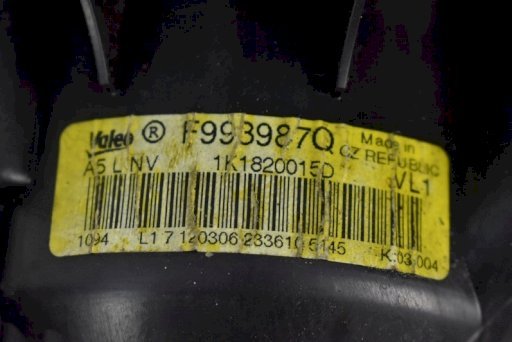 Valeo ® F993987Q Made in
CZ REPUBLIC
A5 L NV 1K1820015D VL1
1094 L1 7 120306 233610 5145 K:03:004